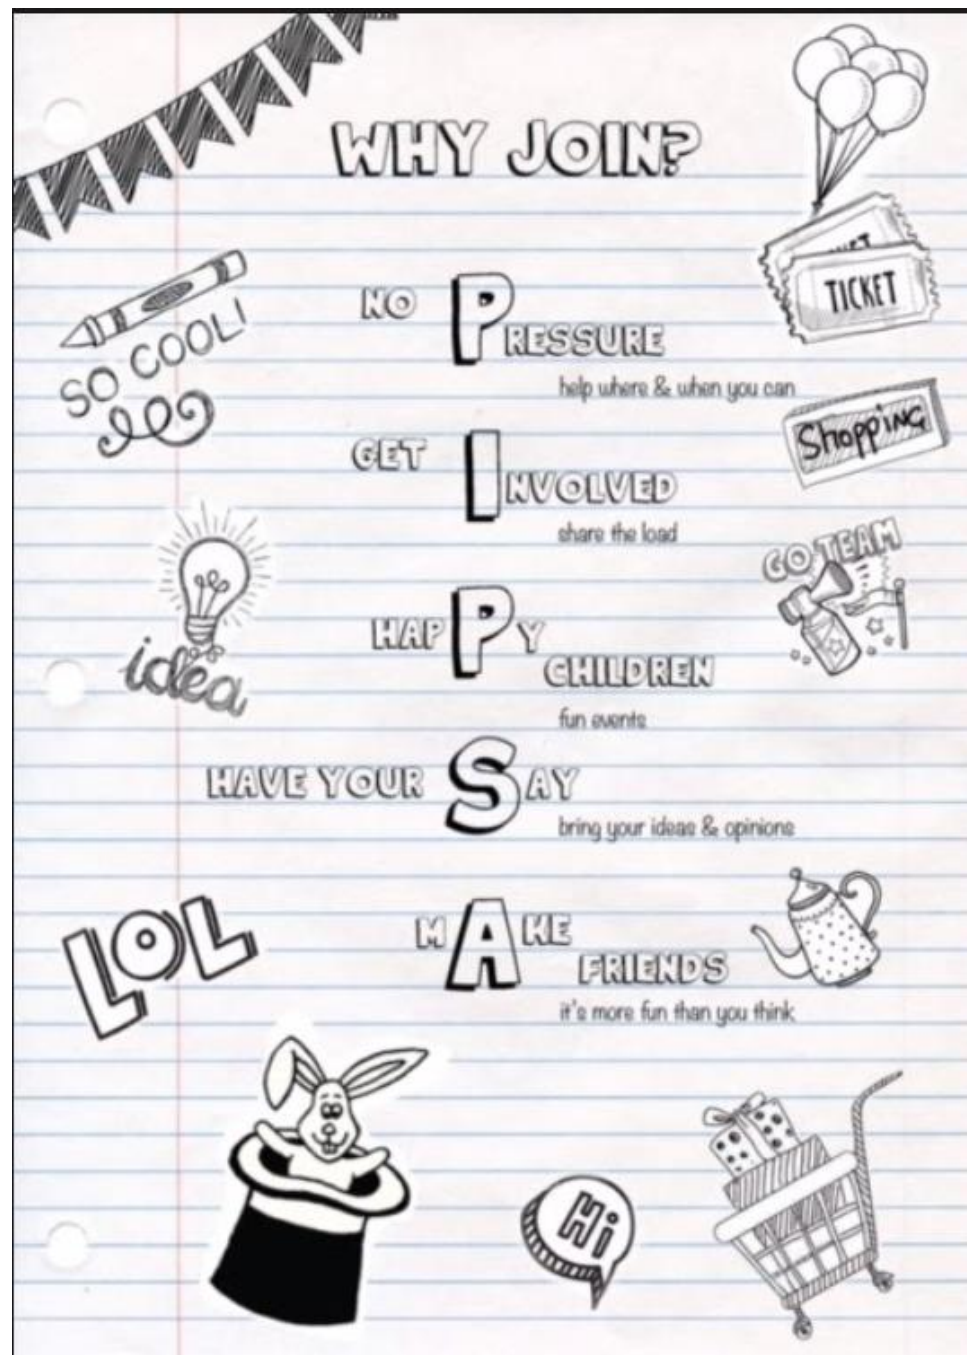 WHY JOIN?
TICKET
NO PRESSURE
SO COOL!
help where & when you can
Shopping
GET INVOLVED
share the load
GO TEAM
HAPPY
CHILDREN
idea
fun events
HAVE YOUR SAY
bring your ideas & opinions
LOL
MAKE
FRIENDS
it's more fun than you think
Hi